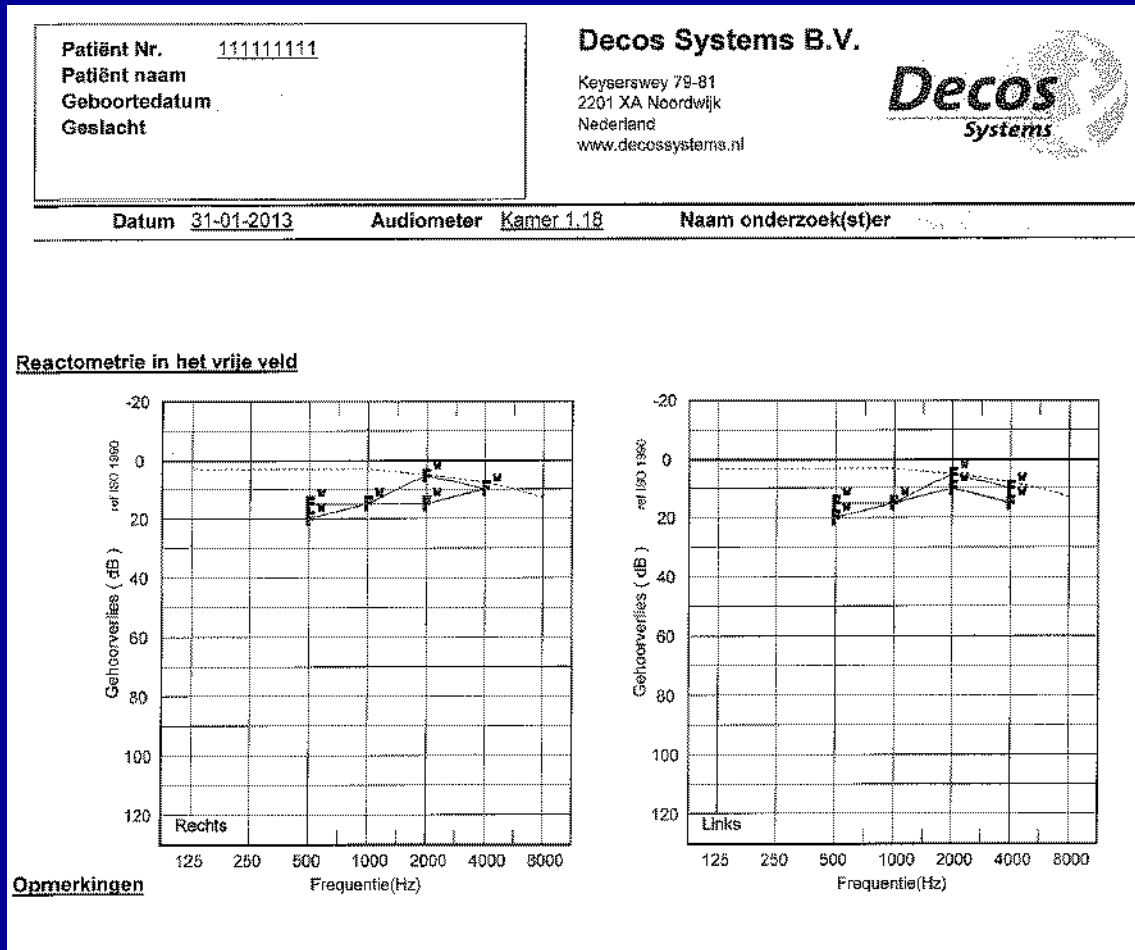 Patiënt Nr. 111111111
Patiënt naam
Geboortedatum
Geslacht
Decos Systems B.V.
Keyserswey 79-81
2201 XA Noordwijk
Nederland
www.decossystems.nl
Decos
Systems
Datum 31-01-2013 Audiometer Kamer 1.18 Naam onderzoek(st)er
Reactometrie in het vrije veld
-20
0
20
40
60
80
100
120
ref ISO 1990
Gehoorverlies ( dB )
F W
F W
F W
F W
F W
F W
Rechts
125 250 500 1000 2000 4000 8000
Frequentie(Hz)
-20
0
20
40
60
80
100
120
ref ISO 1990
Gehoorverlies ( dB )
F W
F W
F W
F W
F W
F W
F W
Links
125 250 500 1000 2000 4000 8000
Frequentie(Hz)
Opmerkingen